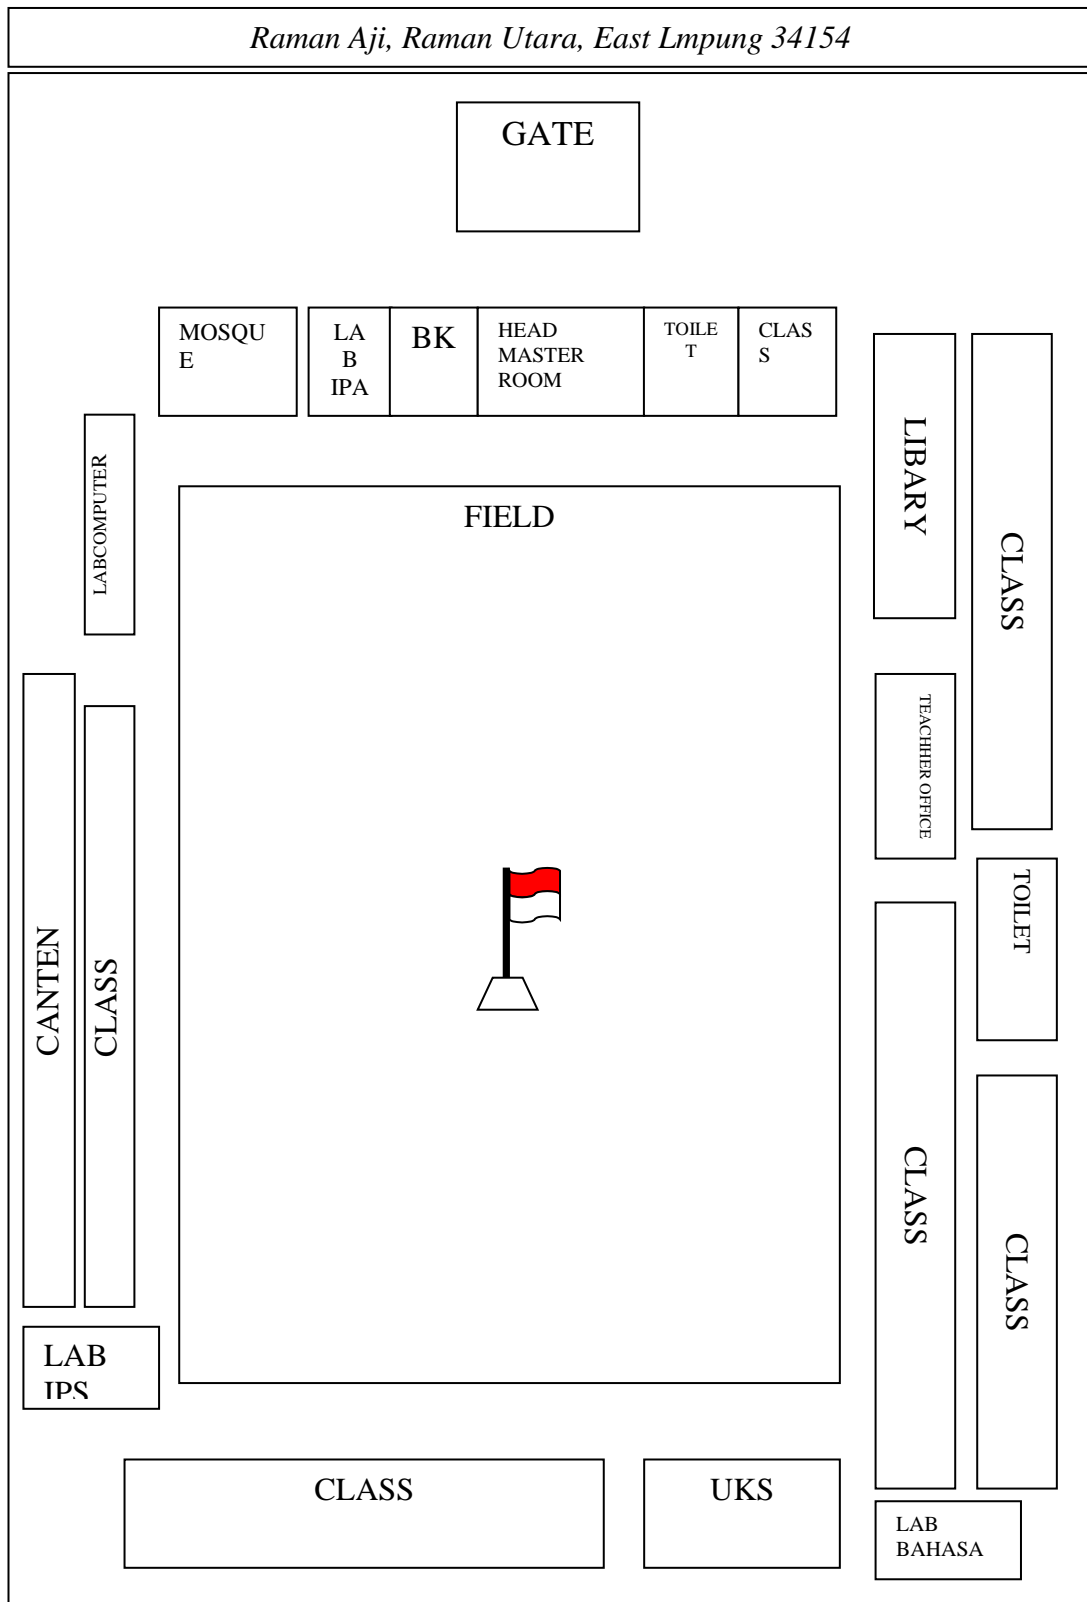 Raman Aji, Raman Utara, East Lmpung 34154
GATE
MOSQU
E
LA
B
IPA
BK
HEAD
MASTER
ROOM
TOILE
T
CLAS
S
LIBARY
CLASS
LABCOMPUTER
FIELD
TEACHHER OFFICE
CANTEN
CLASS
TOILET
CLASS
CLASS
LAB
IPS
CLASS
UKS
LAB
BAHASA